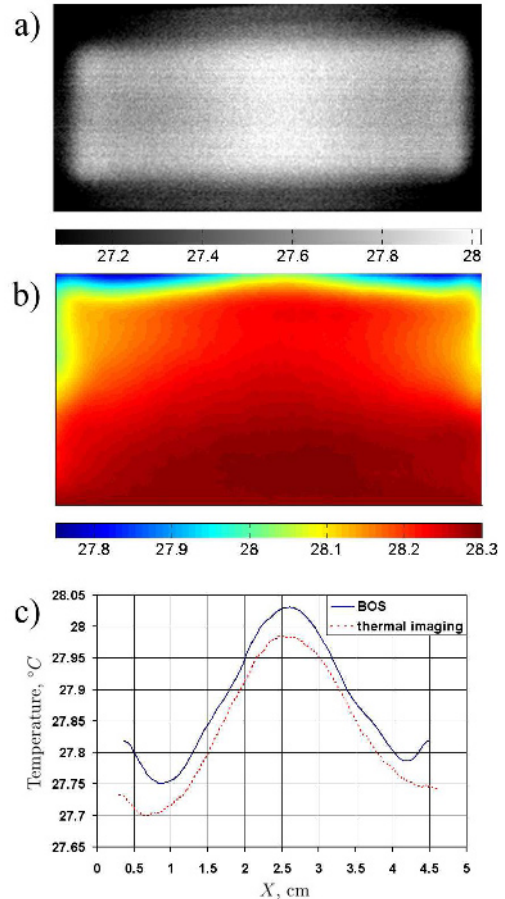 a)
27.2 27.4 27.6 27.8 28
b)
27.8 27.9 28 28.1 28.2 28.3
c)
28.05
28
27.95
27.9
27.85
27.8
27.75
27.7
27.65
Temperature, °C
BOS
thermal imaging
0 0.5 1 1.5 2 2.5 3 3.5 4 4.5 5
X, cm